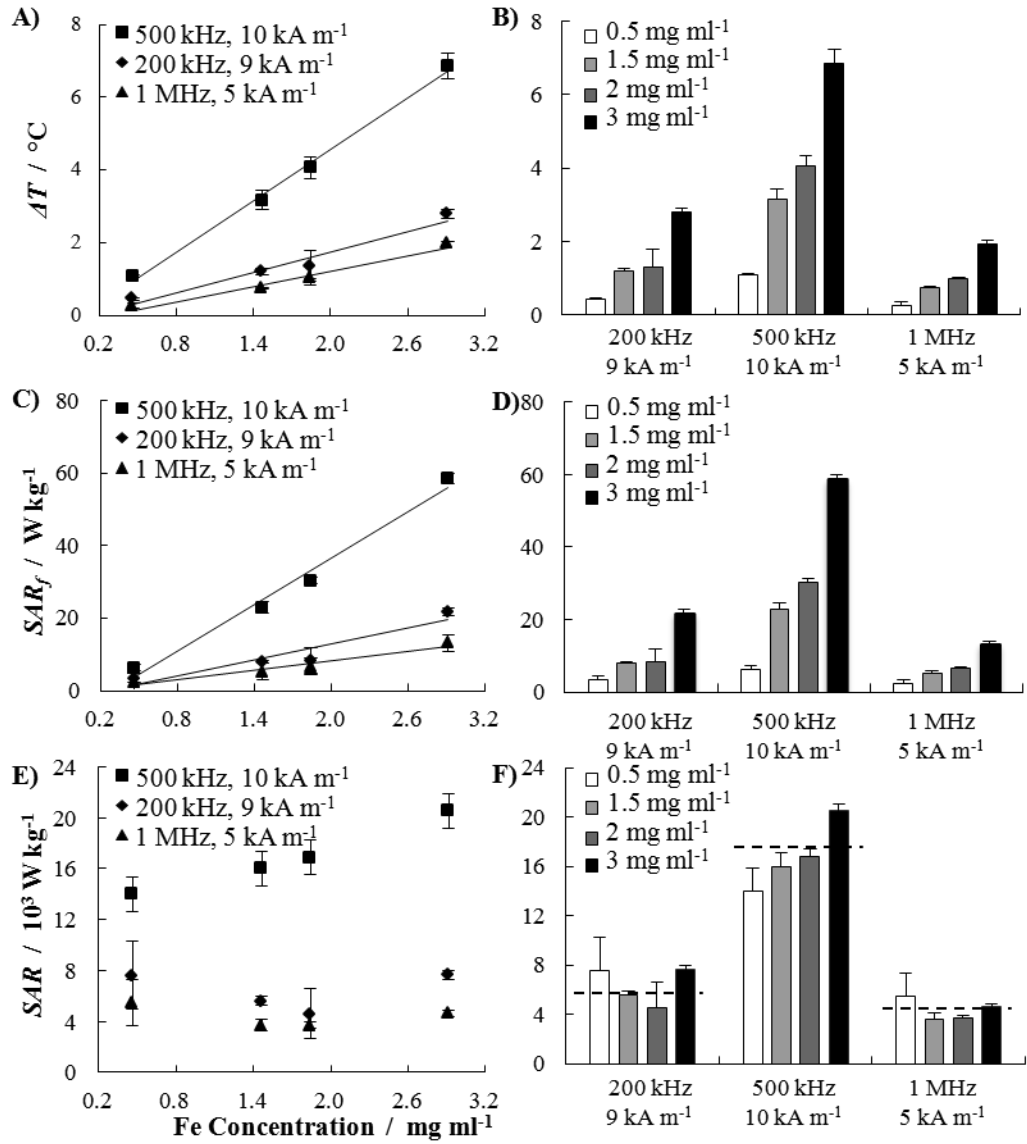 A)
8
6
4
2
0
ΔT / °C
■ 500 kHz, 10 kA m⁻¹
◆ 200 kHz, 9 kA m⁻¹
▲ 1 MHz, 5 kA m⁻¹
0.2 1.4 2.0 2.6 3.2
B)
8
6
4
2
0
0.5 mg ml⁻¹
1.5 mg ml⁻¹
2 mg ml⁻¹
3 mg ml⁻¹
200 kHz 500 kHz 1 MHz
9 kA m⁻¹ 10 kA m⁻¹ 5 kA m⁻¹
C)
80
60
40
20
0
SAR_f / W kg⁻¹
■ 500 kHz, 10 kA m⁻¹
◆ 200 kHz, 9 kA m⁻¹
▲ 1 MHz, 5 kA m⁻¹
0.2 1.4 2.0 2.6 3.2
D)
80
60
40
20
0
0.5 mg ml⁻¹
1.5 mg ml⁻¹
2 mg ml⁻¹
3 mg ml⁻¹
200 kHz 500 kHz 1 MHz
9 kA m⁻¹ 10 kA m⁻¹ 5 kA m⁻¹
E)
24
20
16
12
8
4
0
SAR / 10³ W kg⁻¹
■ 500 kHz, 10 kA m⁻¹
◆ 200 kHz, 9 kA m⁻¹
▲ 1 MHz, 5 kA m⁻¹
0.2 0.8 1.4 2.0 2.6 3.2
Fe Concentration / mg ml⁻¹
F)
24
20
16
12
8
4
0
0.5 mg ml⁻¹
1.5 mg ml⁻¹
2 mg ml⁻¹
3 mg ml⁻¹
200 kHz 500 kHz 1 MHz
9 kA m⁻¹ 10 kA m⁻¹ 5 kA m⁻¹